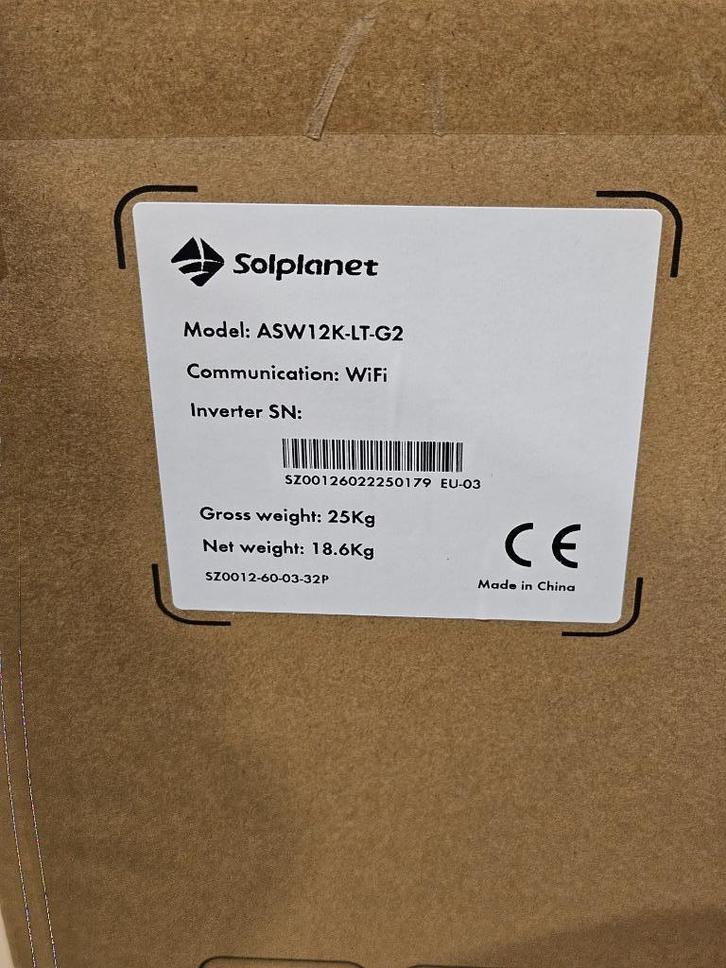 Solplanet
Model: ASW12K-LT-G2
Communication: WiFi
Inverter SN:
SZ00126022250179 EU-03
Gross weight: 25Kg
Net weight: 18.6Kg
SZ0012-60-03-32P
CE
Made in China